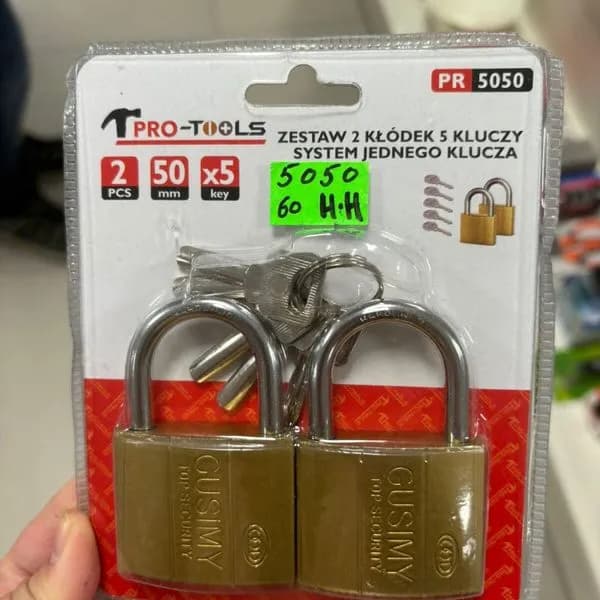 PR 5050
PRO-TOOLS
ZESTAW 2 KŁÓDEK 5 KLUCZY
SYSTEM JEDNEGO KLUCZA
2 PCS
50 mm
x5 key
5050
60 H.H
GUSIMY
TOP SECURITY
GUSIMY
TOP SECURITY